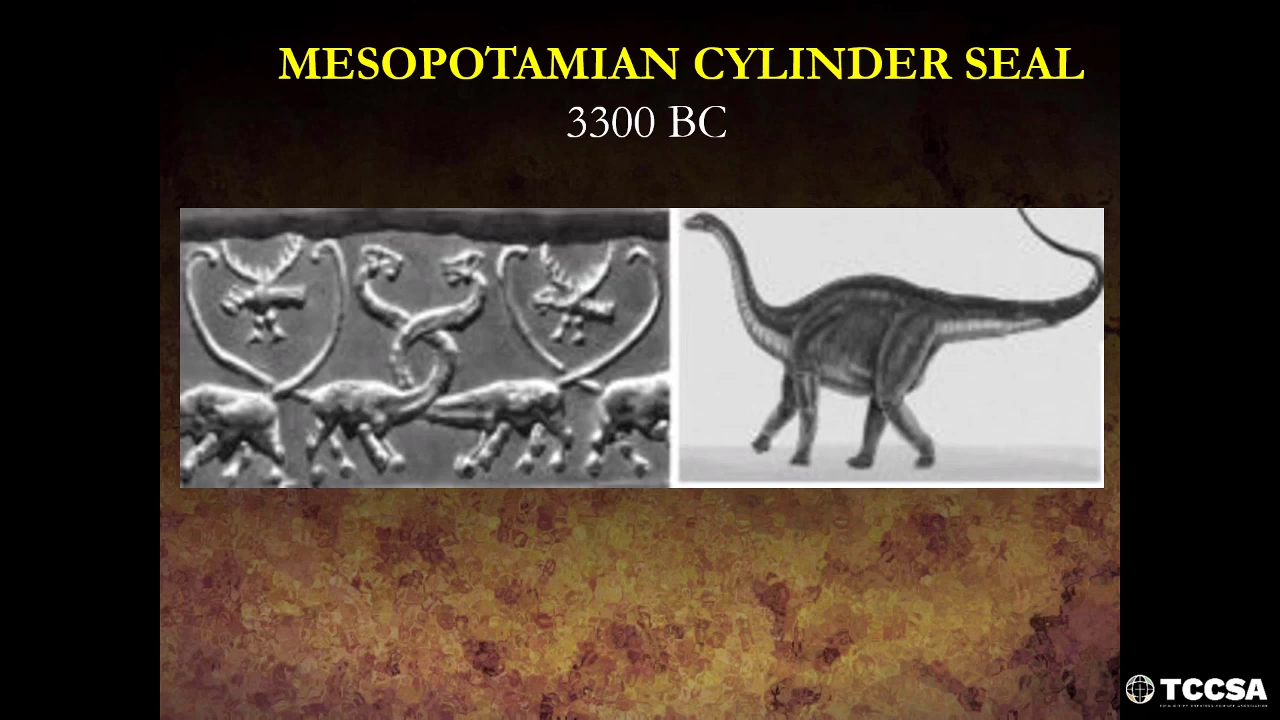 MESOPOTAMIAN CYLINDER SEAL
3300 BC
TCCSA